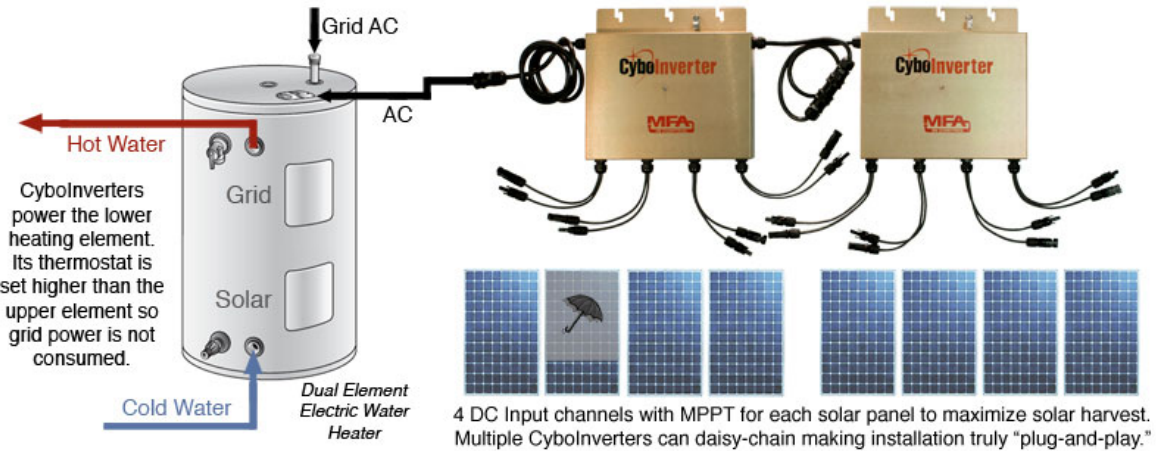 Grid AC
AC
Hot Water
CyboInverters
power the lower
heating element.
Its thermostat is
set higher than the
upper element so
grid power is not
consumed.
Grid
Solar
Cold Water
Dual Element
Electric Water
Heater
CyboInverter
MFA
CyboInverter
MFA
4 DC Input channels with MPPT for each solar panel to maximize solar harvest.
Multiple CyboInverters can daisy-chain making installation truly “plug-and-play.”